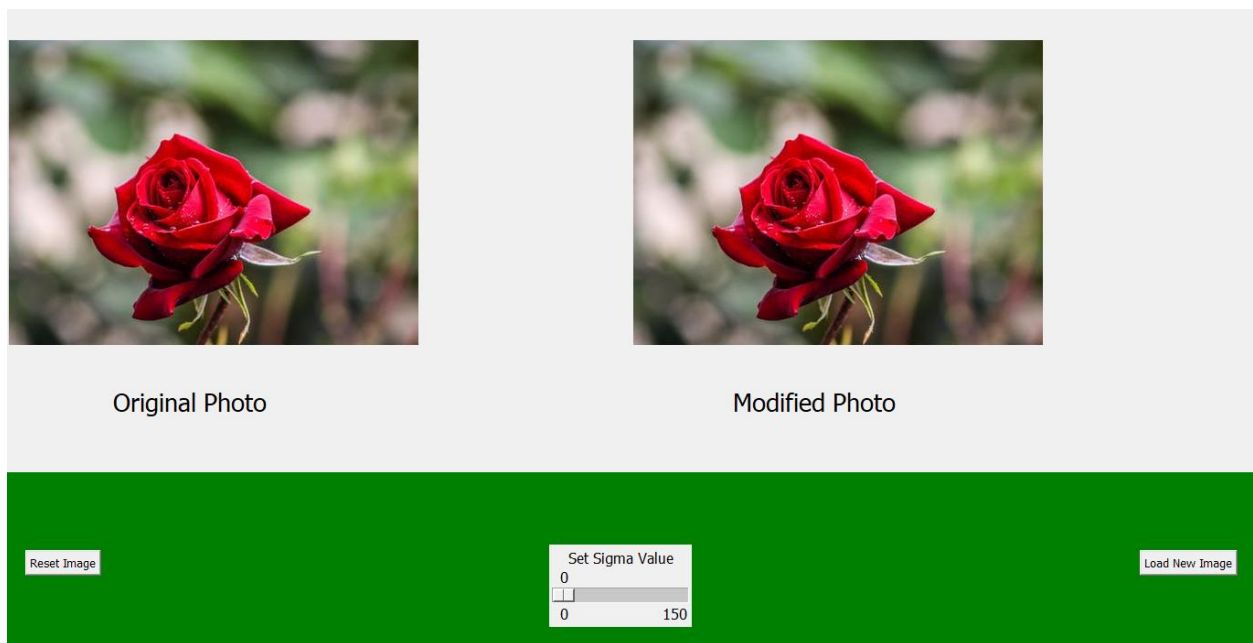 Original Photo
Modified Photo
Reset Image
Set Sigma Value
0
0 150
Load New Image